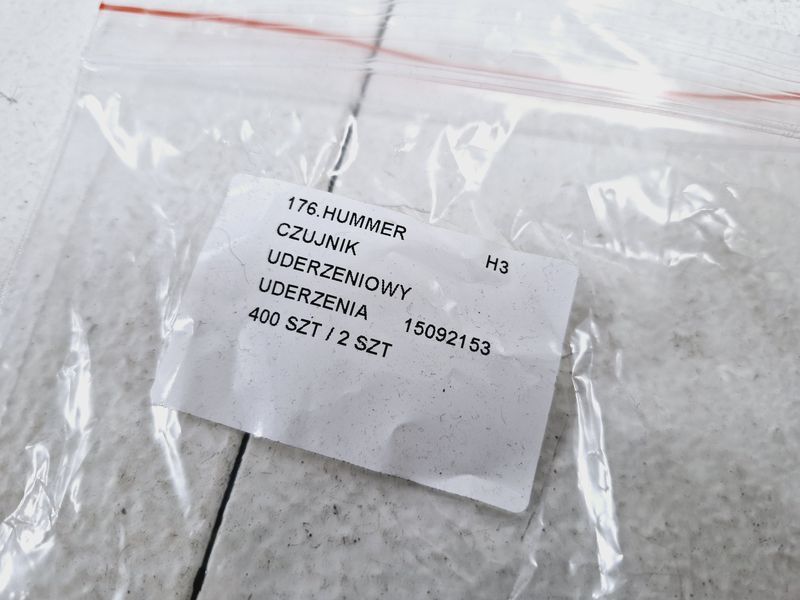 176.HUMMER H3
CZUJNIK
UDERZENIOWY
UDERZENIA 15092153
400 SZT / 2 SZT